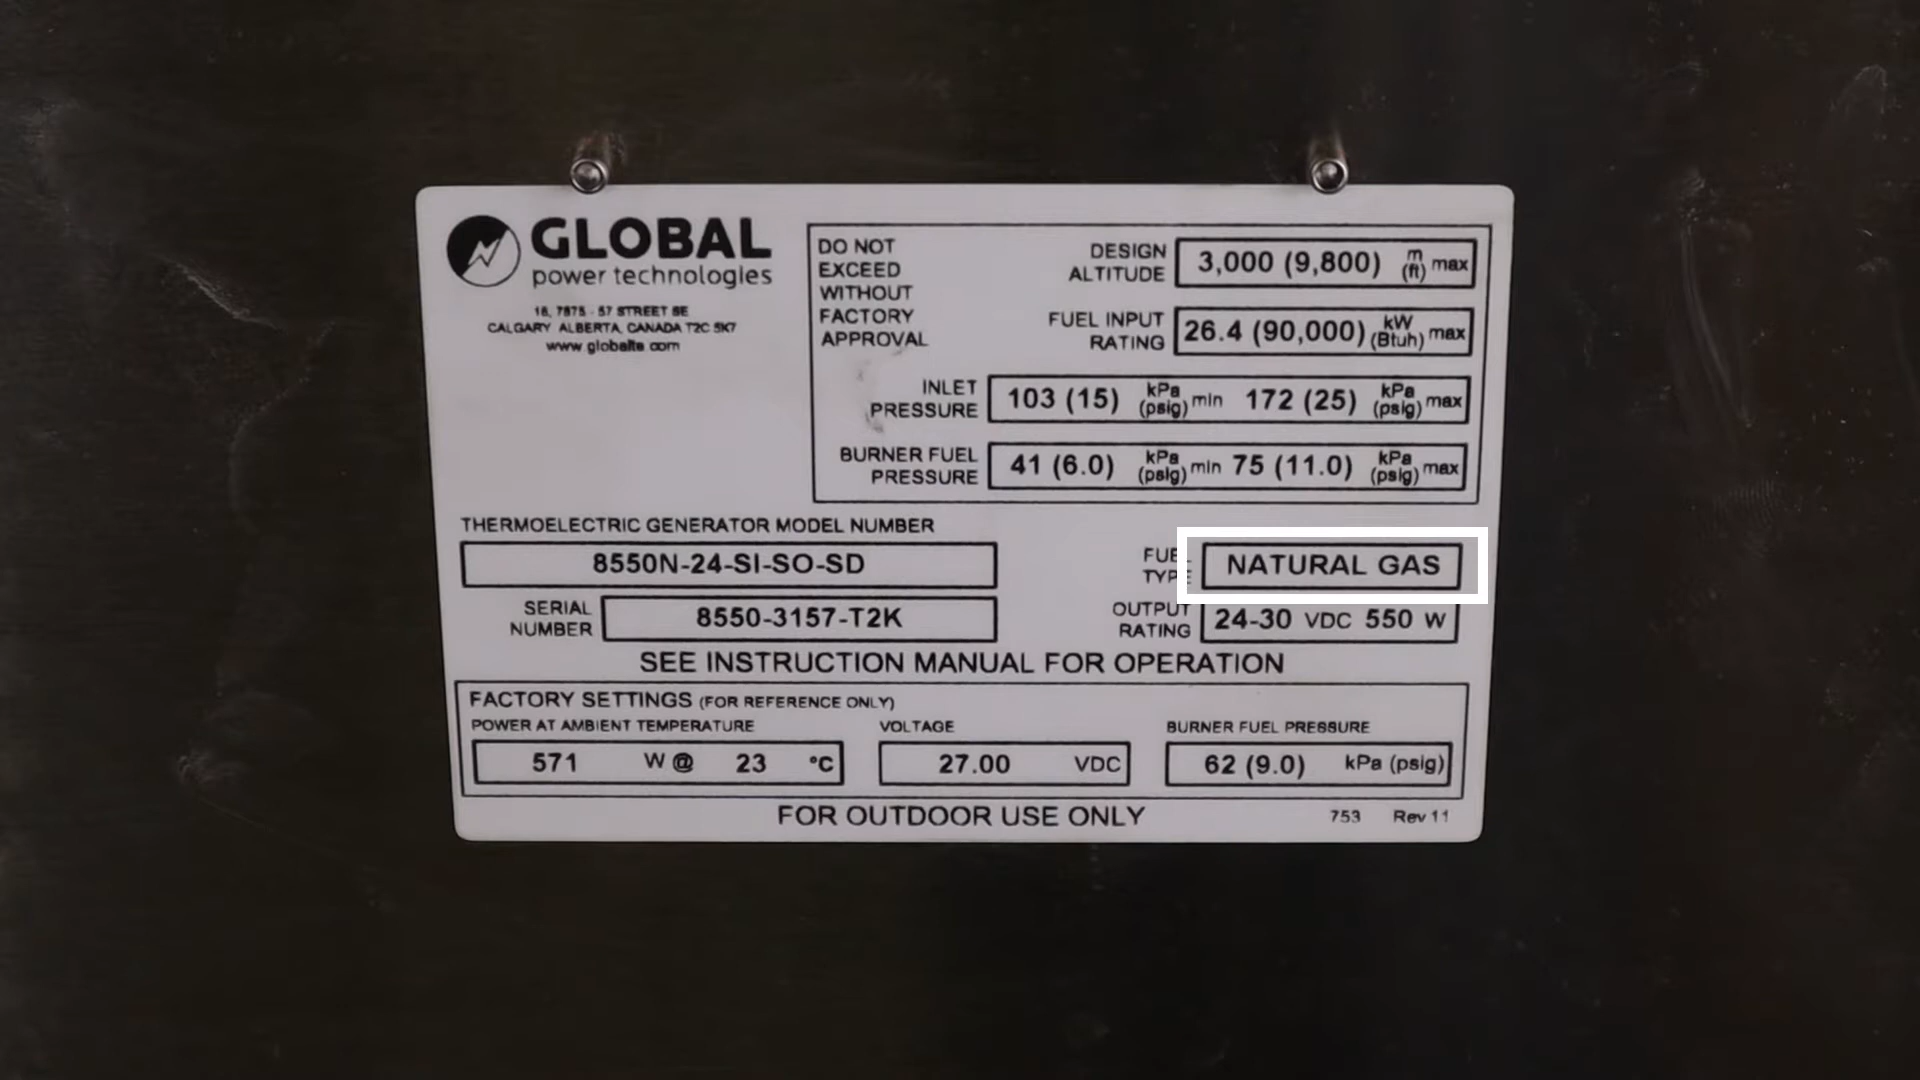 GLOBAL
power technologies
16, 7875 - 57 STREET SE
CALGARY ALBERTA, CANADA T2C 5K7
www globalte com
DO NOT
EXCEED
WITHOUT
FACTORY
APPROVAL
DESIGN ALTITUDE 3,000 (9,800) m (ft) max
FUEL INPUT RATING 26.4 (90,000) kW (Btuh) max
INLET PRESSURE 103 (15) kPa (psig) min 172 (25) kPa (psig) max
BURNER FUEL PRESSURE 41 (6.0) kPa (psig) min 75 (11.0) kPa (psig) max
THERMOELECTRIC GENERATOR MODEL NUMBER
8550N-24-SI-SO-SD
FUEL TYPE NATURAL GAS
SERIAL NUMBER 8550-3157-T2K
OUTPUT RATING 24-30 VDC 550 W
SEE INSTRUCTION MANUAL FOR OPERATION
FACTORY SETTINGS (FOR REFERENCE ONLY)
POWER AT AMBIENT TEMPERATURE
571 W @ 23 °C
VOLTAGE
27.00 VDC
BURNER FUEL PRESSURE
62 (9.0) kPa (psig)
FOR OUTDOOR USE ONLY
753 Rev 11